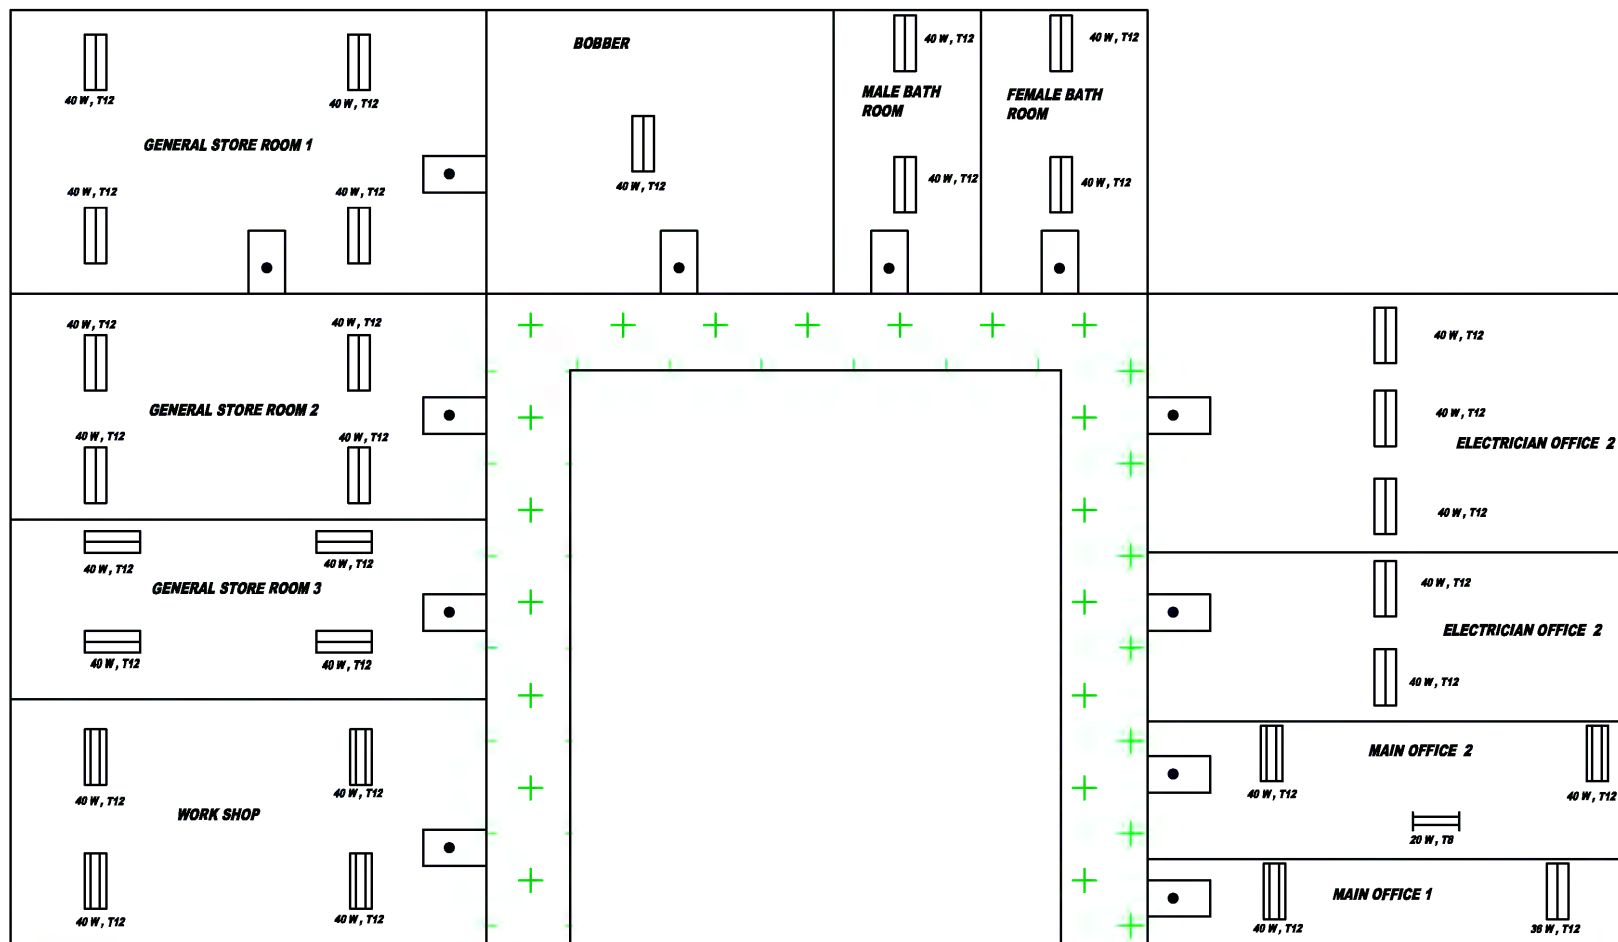 BOBBER
40 W, T12
40 W, T12
MALE BATH
ROOM
FEMALE BATH
ROOM
40 W, T12
40 W, T12
GENERAL STORE ROOM 1
40 W, T12
40 W, T12
40 W, T12
40 W, T12
40 W, T12
40 W, T12
40 W, T12
40 W, T12
GENERAL STORE ROOM 2
40 W, T12
40 W, T12
40 W, T12
40 W, T12
GENERAL STORE ROOM 3
40 W, T12
40 W, T12
40 W, T12
40 W, T12
WORK SHOP
40 W, T12
40 W, T12
40 W, T12
40 W, T12
ELECTRICIAN OFFICE 2
40 W, T12
40 W, T12
ELECTRICIAN OFFICE 2
40 W, T12
MAIN OFFICE 2
40 W, T12
40 W, T12
20 W, T8
MAIN OFFICE 1
40 W, T12
36 W, T12